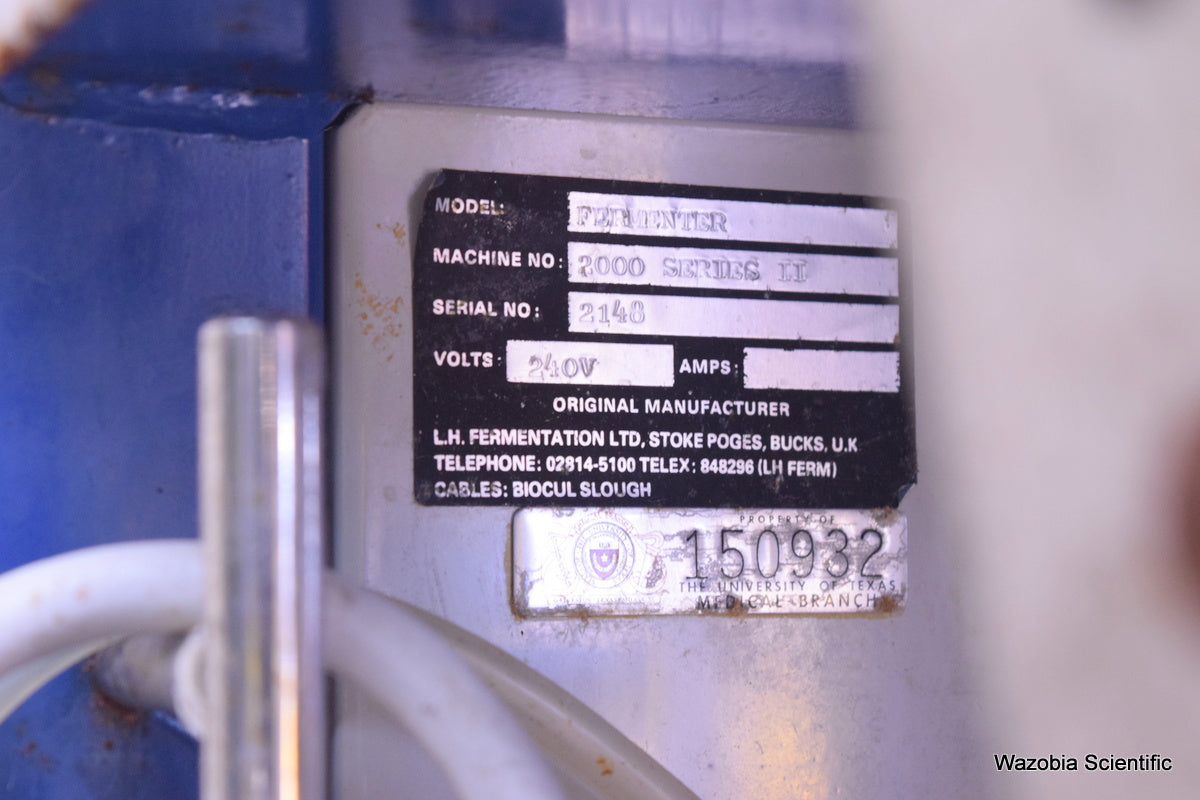 MODEL: FERMENTER
MACHINE NO: 2000 SERIES II
SERIAL NO: 2148
VOLTS: 240V AMPS:
ORIGINAL MANUFACTURER
L.H. FERMENTATION LTD, STOKE POGES, BUCKS, U.K
TELEPHONE: 02814-5100 TELEX: 848296 (LH FERM)
CABLES: BIOCUL SLOUGH
PROPERTY OF
150932
THE UNIVERSITY OF TEXAS
MEDICAL BRANCH
Wazobia Scientific